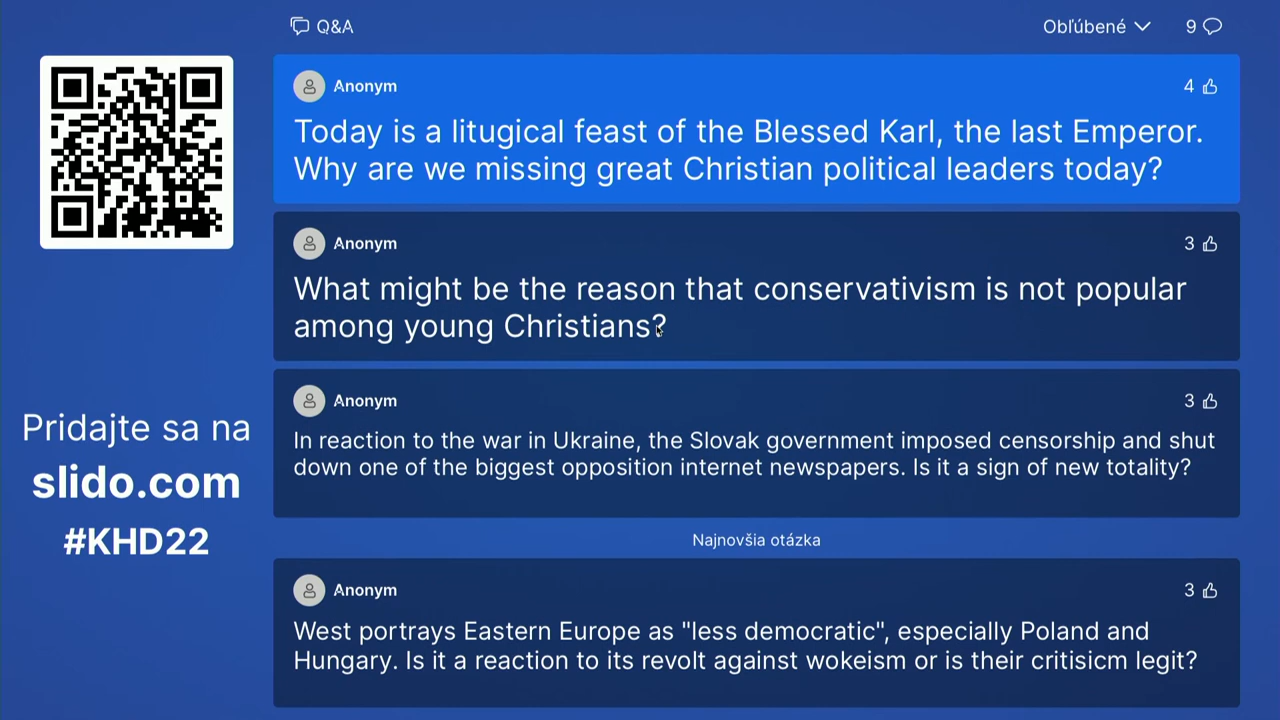 Q&A
Obľúbené
9
Anonym
4
Today is a litugical feast of the Blessed Karl, the last Emperor.
Why are we missing great Christian political leaders today?
Anonym
3
What might be the reason that conservativism is not popular
among young Christians?
Anonym
3
In reaction to the war in Ukraine, the Slovak government imposed censorship and shut
down one of the biggest opposition internet newspapers. Is it a sign of new totality?
Pridajte sa na
slido.com
#KHD22
Najnovšia otázka
Anonym
3
West portrays Eastern Europe as "less democratic", especially Poland and
Hungary. Is it a reaction to its revolt against wokeism or is their critisicm legit?